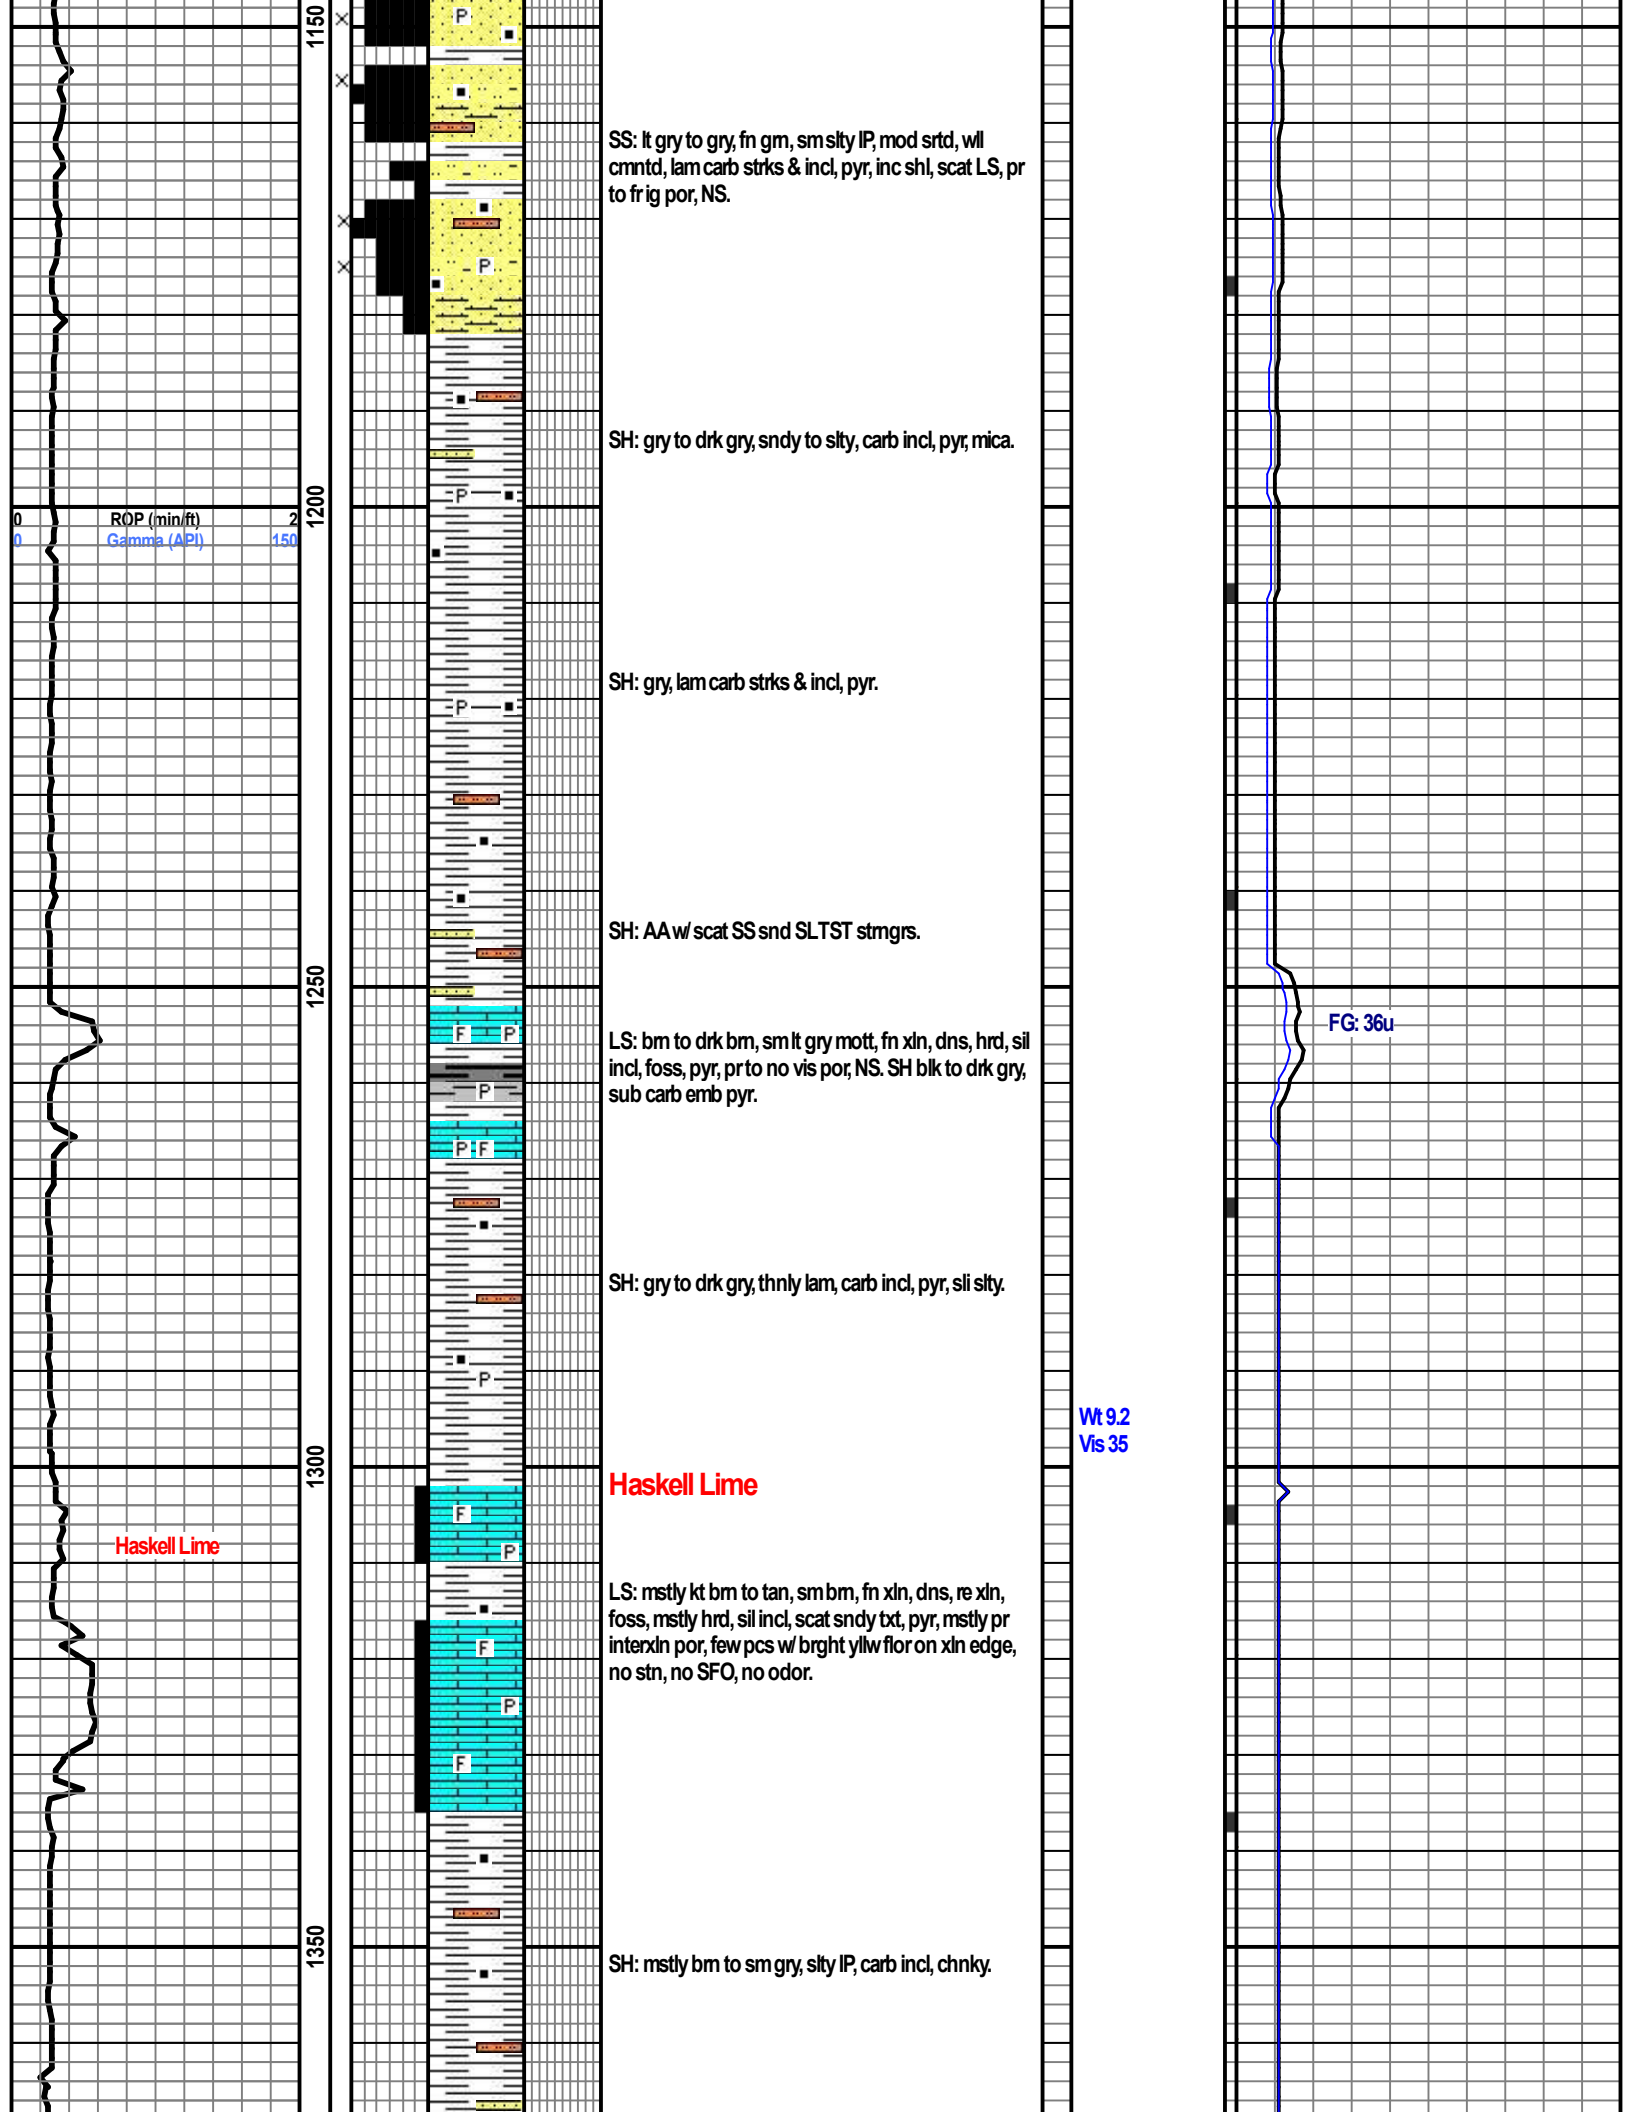 1150
SS: lt gry to gry, fn grn, sm slty IP, mod srtd, wll
cmntd, lam carb strks & incl, pyr, inc shl, scat LS, pr
to fr ig por, NS.
SH: gry to drk gry, sndy to slty, carb incl, pyr, mica.
1200
0 ROP (min/ft) 2
0 Gamma (API) 150
SH: gry, lam carb strks & incl, pyr.
SH: AA w/ scat SS snd SLTST strngrs.
1250
FG: 36u
LS: brn to drk brn, sm lt gry mott, fn xln, dns, hrd, sil
incl, foss, pyr, pr to no vis por, NS. SH blk to drk gry,
sub carb emb pyr.
SH: gry to drk gry, thnly lam, carb incl, pyr, sli slty.
Wt 9.2
Vis 35
1300
Haskell Lime
Haskell Lime
LS: mstly kt brn to tan, sm brn, fn xln, dns, re xln,
foss, mstly hrd, sil incl, scat sndy txt, pyr, mstly pr
interxln por, few pcs w/ brght yllw flor on xln edge,
no stn, no SFO, no odor.
1350
SH: mstly brn to sm gry, slty IP, carb incl, chnky.
P
P
P
P
F P
P
P F
P
F
P
F
P
F